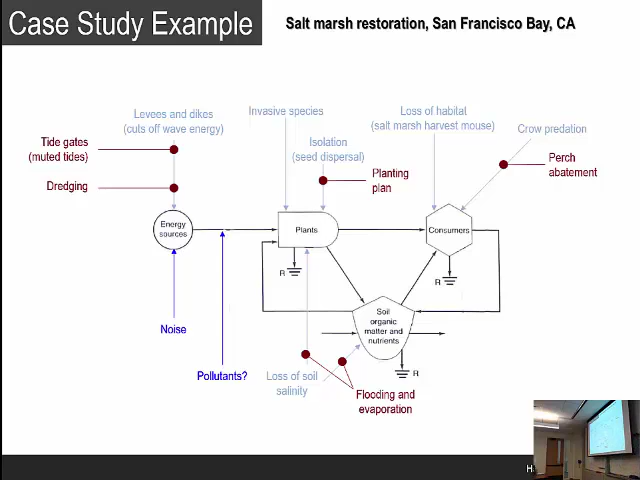 Case Study Example
Salt marsh restoration, San Francisco Bay, CA
Levees and dikes
(cuts off wave energy)
Invasive species
Loss of habitat
(salt marsh harvest mouse)
Crow predation
Tide gates
(muted tides)
Isolation
(seed dispersal)
Perch
abatement
Dredging
Planting
plan
Energy
sources
Plants
Consumers
R
R
Soil
organic
matter and
nutrients
Noise
R
Pollutants?
Loss of soil
salinity
Flooding and
evaporation